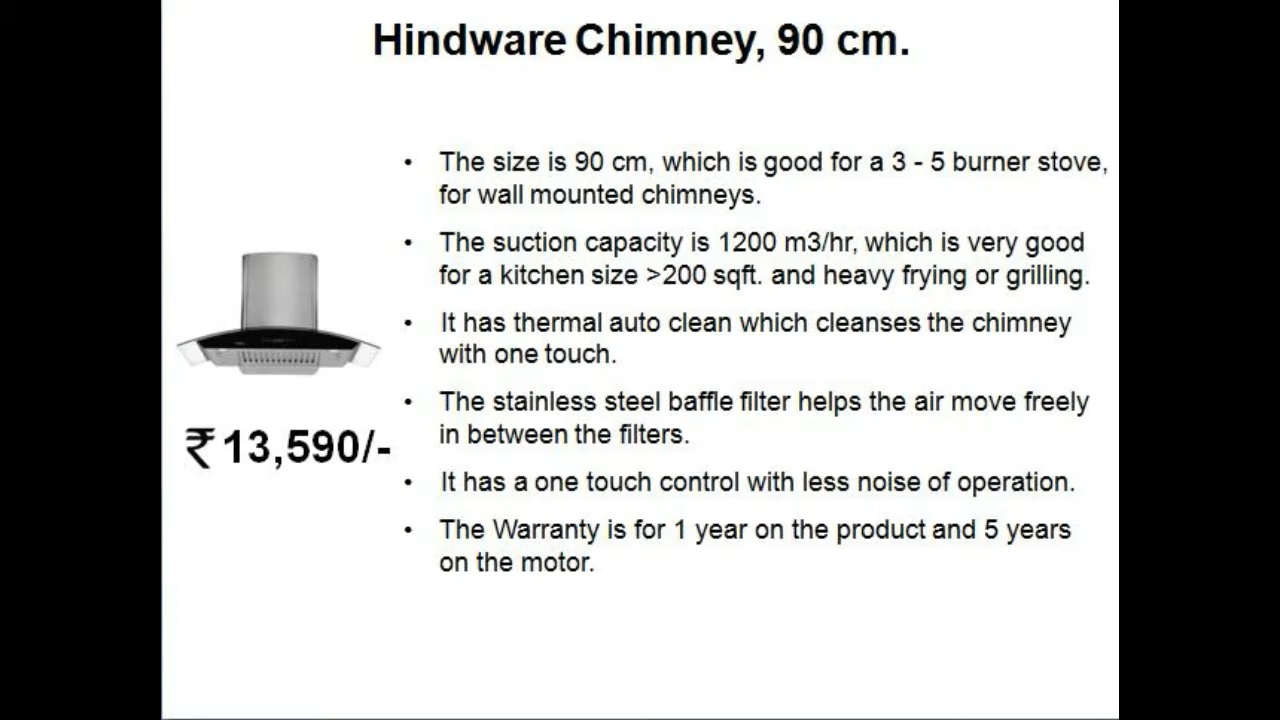 Hindware Chimney, 90 cm.
• The size is 90 cm, which is good for a 3 - 5 burner stove,
for wall mounted chimneys.
• The suction capacity is 1200 m3/hr, which is very good
for a kitchen size >200 sqft. and heavy frying or grilling.
• It has thermal auto clean which cleanses the chimney
with one touch.
• The stainless steel baffle filter helps the air move freely
in between the filters.
• It has a one touch control with less noise of operation.
• The Warranty is for 1 year on the product and 5 years
on the motor.
₹13,590/-